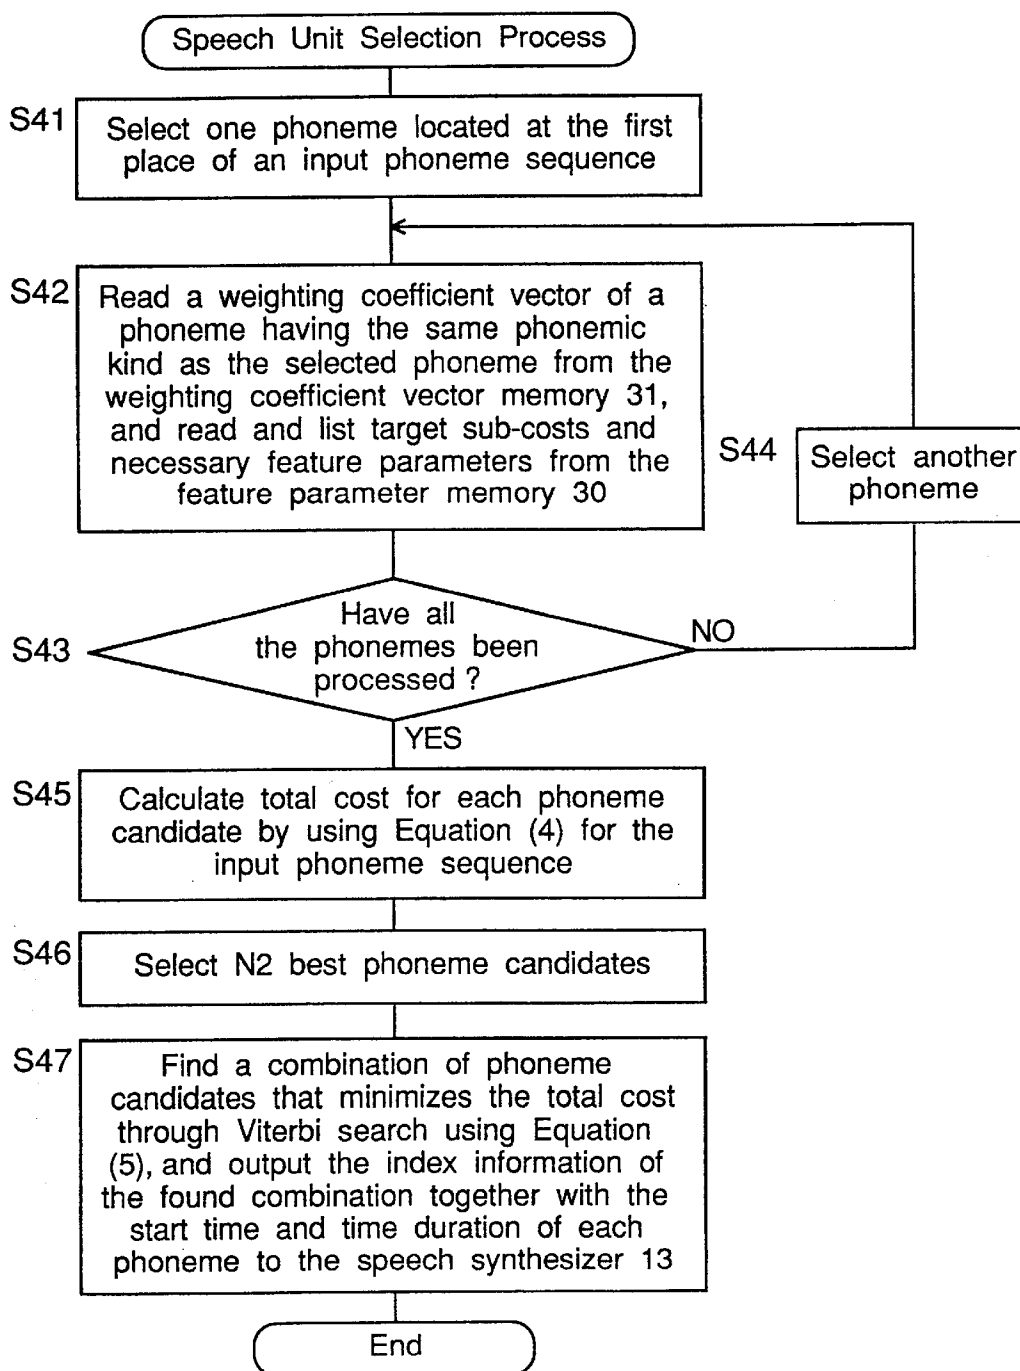 Speech Unit Selection Process
S41
Select one phoneme located at the first
place of an input phoneme sequence
S42
Read a weighting coefficient vector of a
phoneme having the same phonemic
kind as the selected phoneme from the
weighting coefficient vector memory 31,
and read and list target sub-costs and
necessary feature parameters from the
feature parameter memory 30
S44
Select another
phoneme
S43
Have all
the phonemes been
processed ?
NO
YES
S45
Calculate total cost for each phoneme
candidate by using Equation (4) for the
input phoneme sequence
S46
Select N2 best phoneme candidates
S47
Find a combination of phoneme
candidates that minimizes the total cost
through Viterbi search using Equation
(5), and output the index information of
the found combination together with the
start time and time duration of each
phoneme to the speech synthesizer 13
End